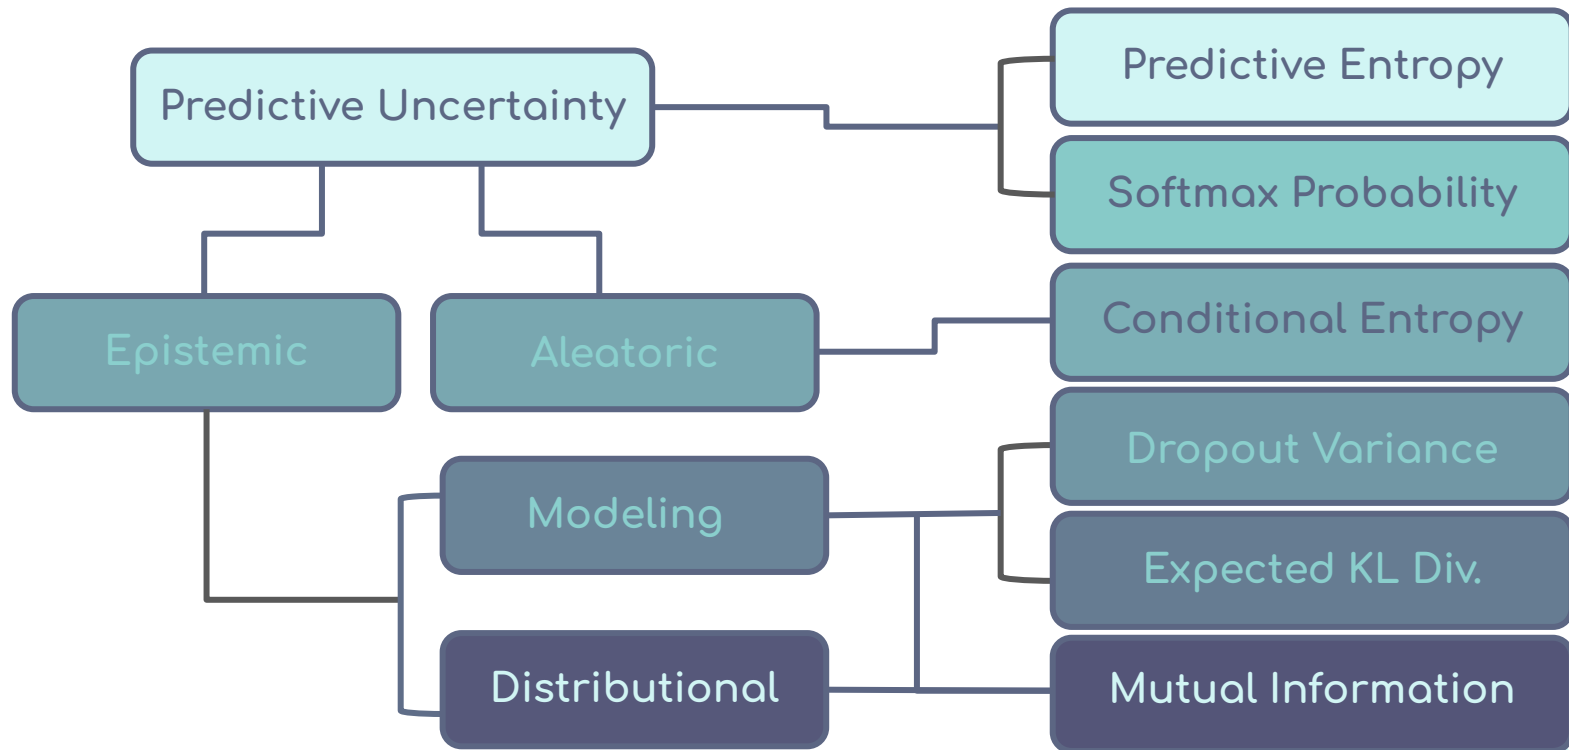 Predictive Uncertainty
Predictive Entropy
Softmax Probability
Epistemic
Aleatoric
Conditional Entropy
Modeling
Dropout Variance
Expected KL Div.
Distributional
Mutual Information